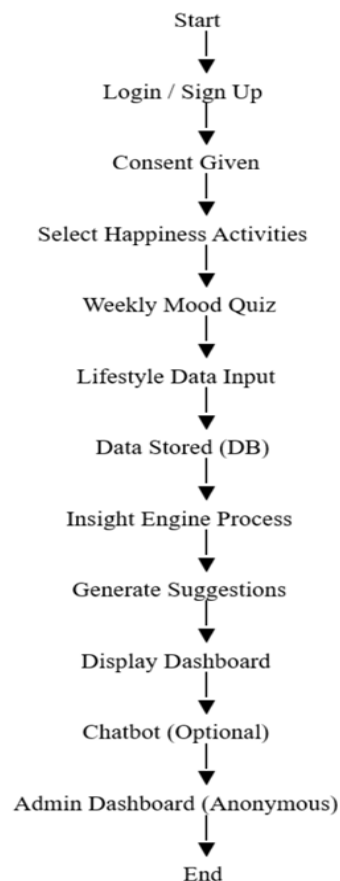 Start
Login / Sign Up
Consent Given
Select Happiness Activities
Weekly Mood Quiz
Lifestyle Data Input
Data Stored (DB)
Insight Engine Process
Generate Suggestions
Display Dashboard
Chatbot (Optional)
Admin Dashboard (Anonymous)
End